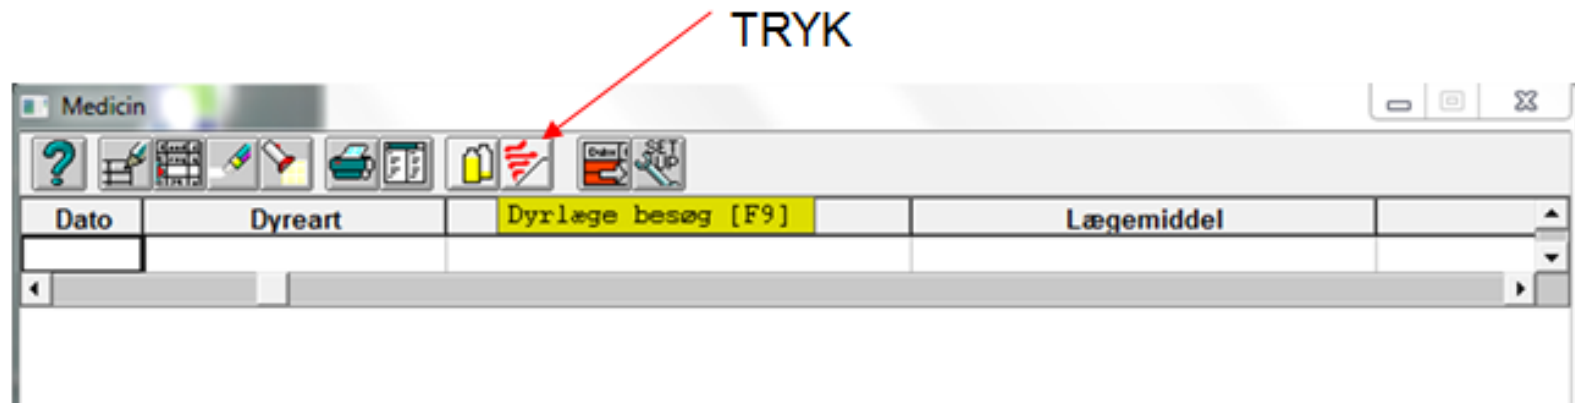 TRYK
Medicin
SET
UP
Dato Dyreart Dyrlæge besøg [F9] Lægemiddel